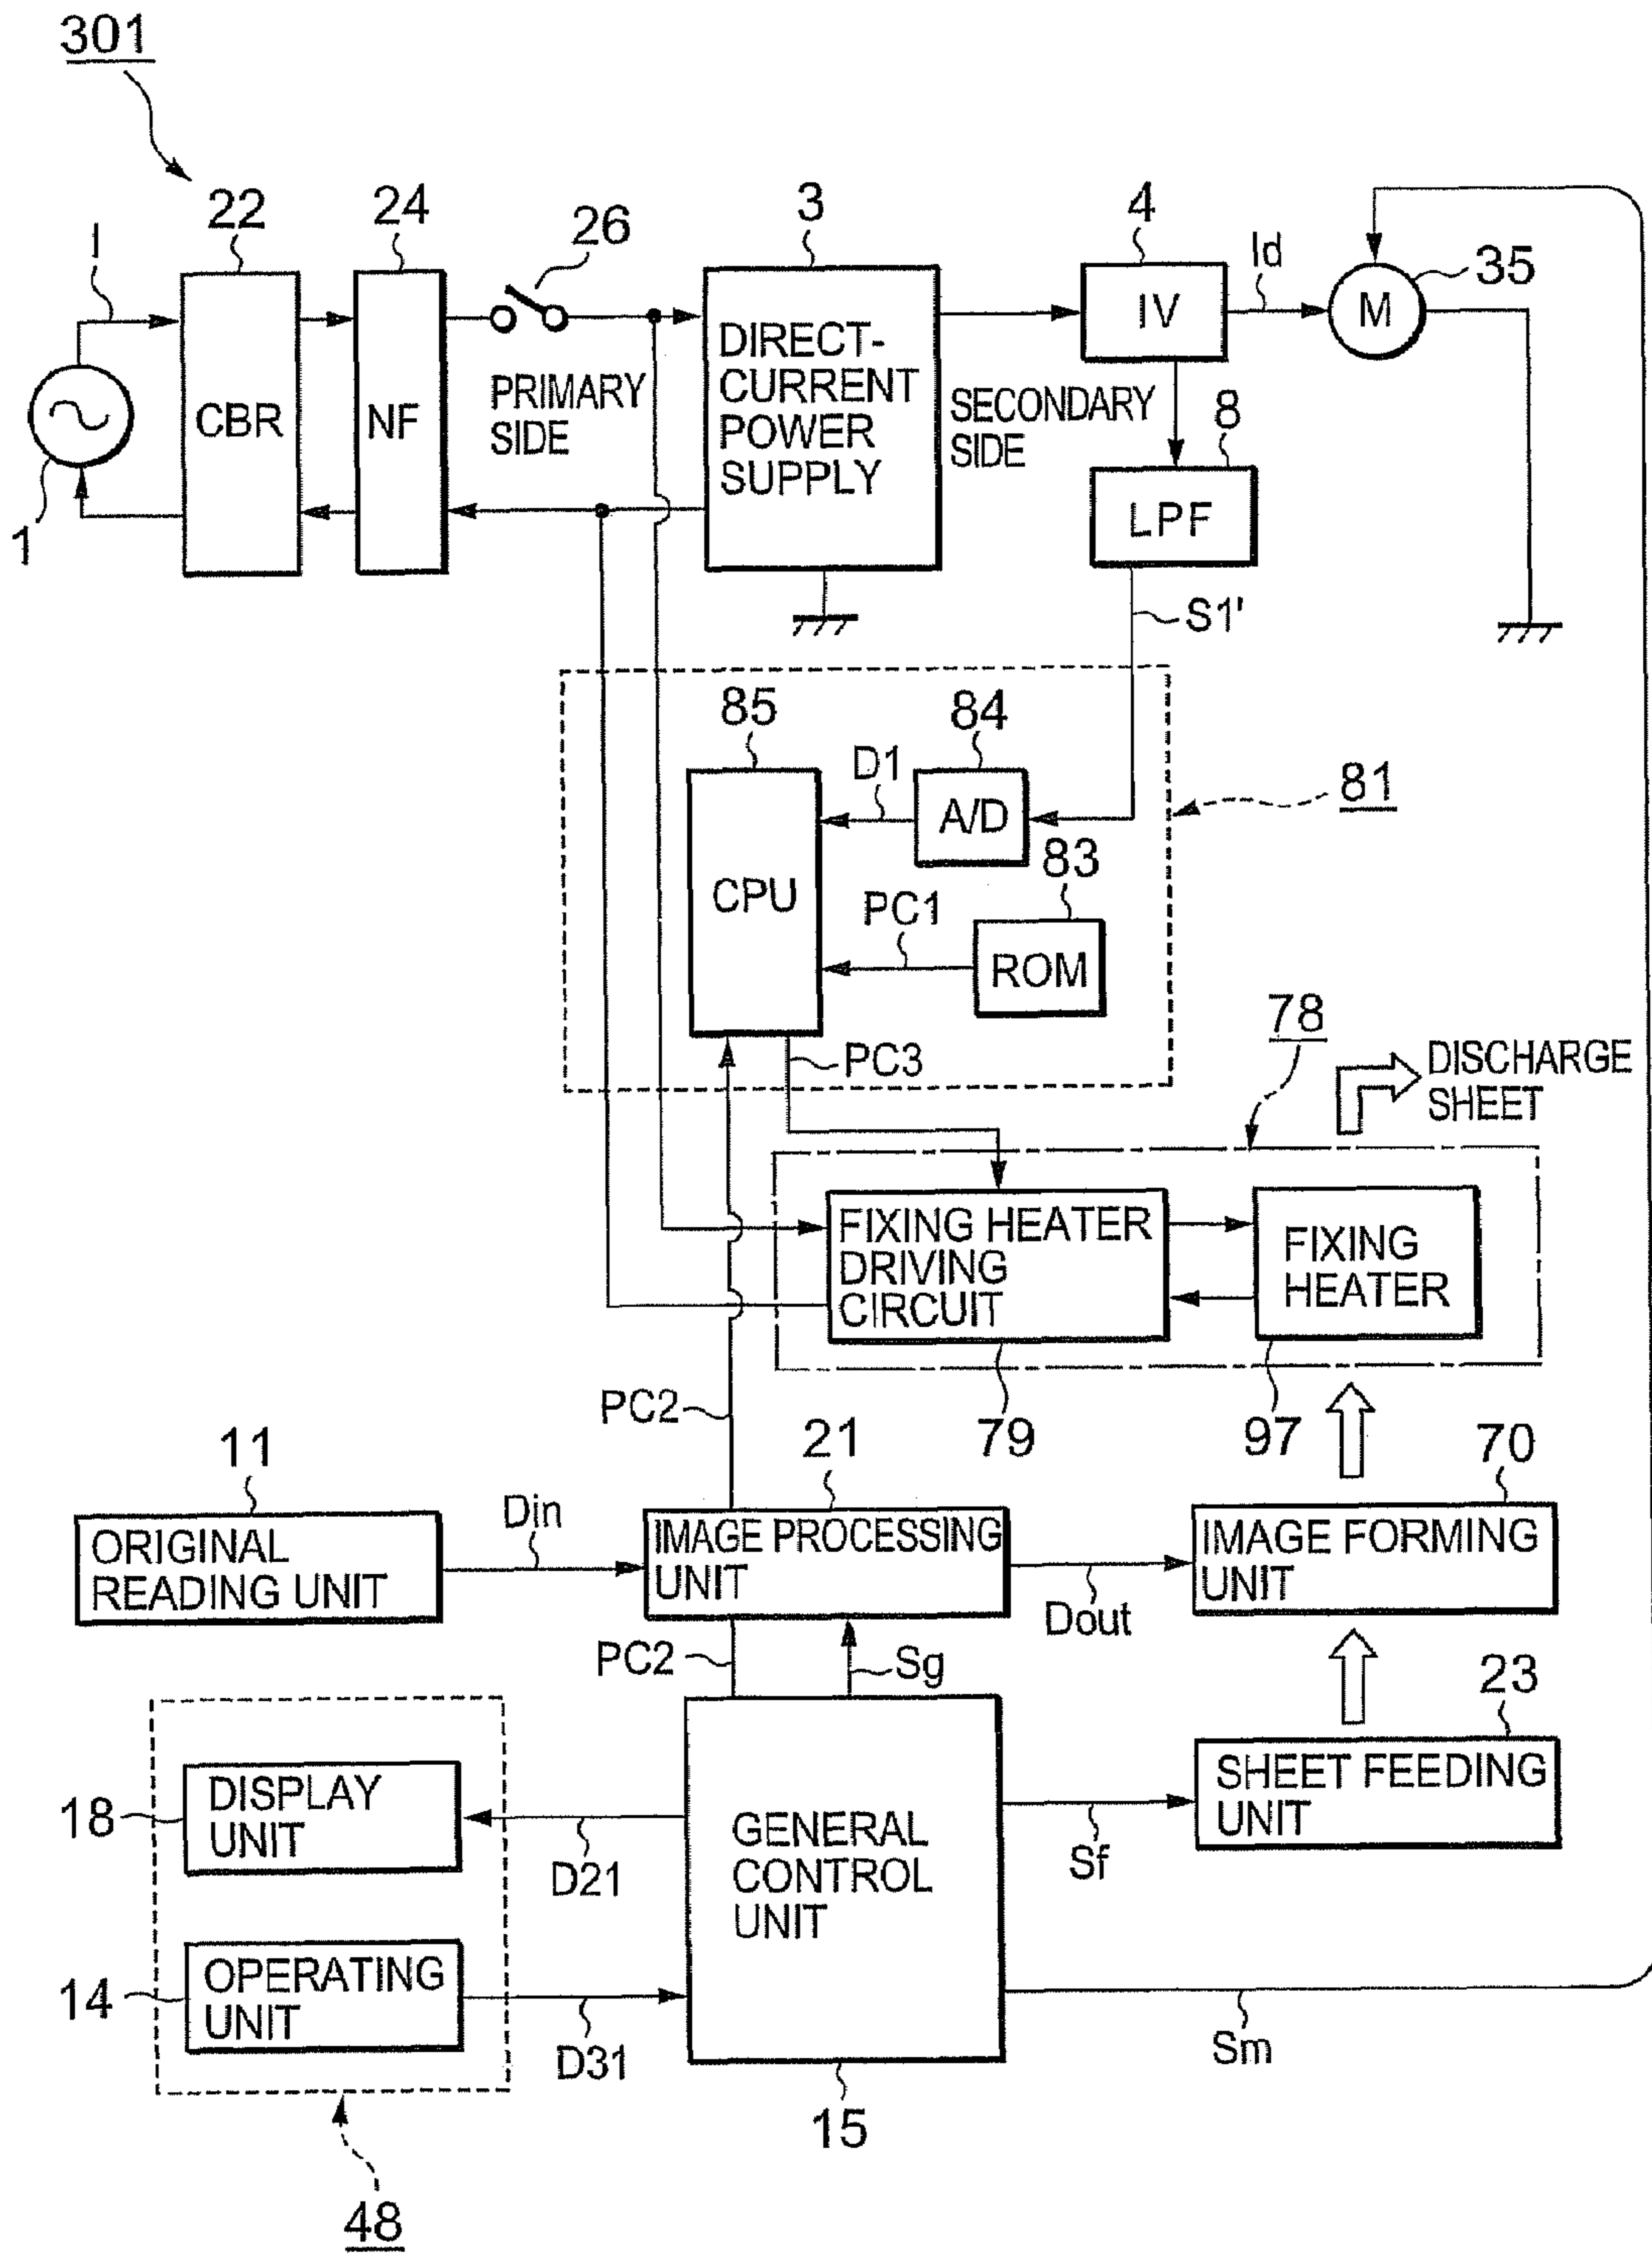 301
22
24
26
3
4
I
Id
35
CBR
NF
PRIMARY
SIDE
DIRECT-
CURRENT
POWER
SUPPLY
SECONDARY
SIDE
IV
M
8
LPF
1
S1'
85
84
D1
A/D
81
CPU
83
PC1
ROM
78
PC3
DISCHARGE
SHEET
FIXING HEATER
DRIVING
CIRCUIT
FIXING
HEATER
PC2
79
97
11
21
70
Din
ORIGINAL
READING UNIT
IMAGE PROCESSING
UNIT
IMAGE FORMING
UNIT
Dout
PC2
Sg
23
18
DISPLAY
UNIT
SHEET FEEDING
UNIT
GENERAL
CONTROL
UNIT
D21
Sf
14
OPERATING
UNIT
D31
Sm
15
48